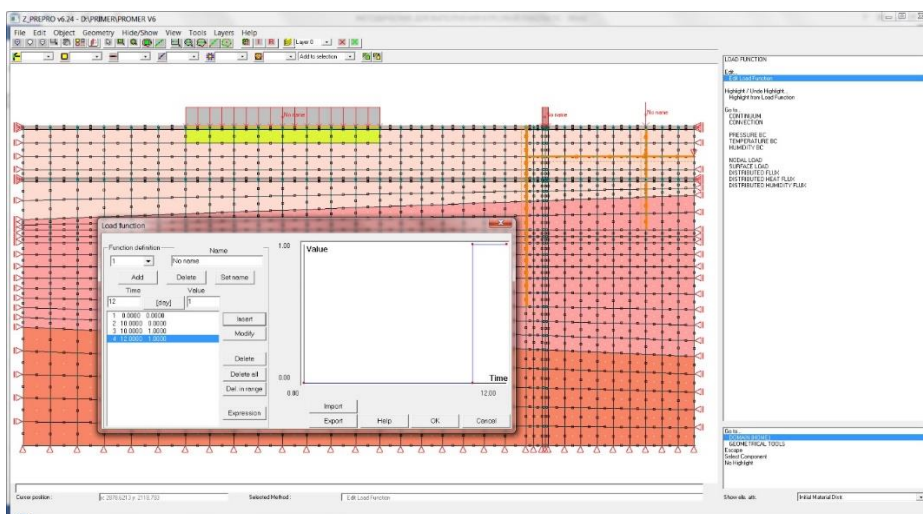 Z_PREPRO v6.24 - D:\PRIMER\PROMER V6
File Edit Object Geometry Hide/Show View Tools Layers Help
Layer 0
Add to selection
No name
No name
No name
LOAD FUNCTION
Edit...
Edit Load Function
Highlight / Undo Highlight...
Highlight from Load Function
Go to...
CONTINUUM
CONVECTION
PRESSURE BC
TEMPERATURE BC
HUMIDITY BC
NODAL LOAD
SURFACE LOAD
DISTRIBUTED FLUX
DISTRIBUTED HEAT FLUX
DISTRIBUTED HUMIDITY FLUX
Load function
Function definition
Name
1
No name
Add
Delete
Set name
Time
Value
12
[day]
1
1 0.0000 0.0000
2 10.0000 0.0000
3 10.0000 1.0000
4 12.0000 1.0000
Insert
Modify
Delete
Delete all
Del. in range
Expression
1.00
Value
0.00
Time
0.00
12.00
Import
Export
Help
OK
Cancel
Go to...
GEOMETRICAL TOOLS
Escape
Select Component
No Highlight
Cursor position :
Selected Method :
Edit Load Function
Show ele. attr.
Initial Material Distr.